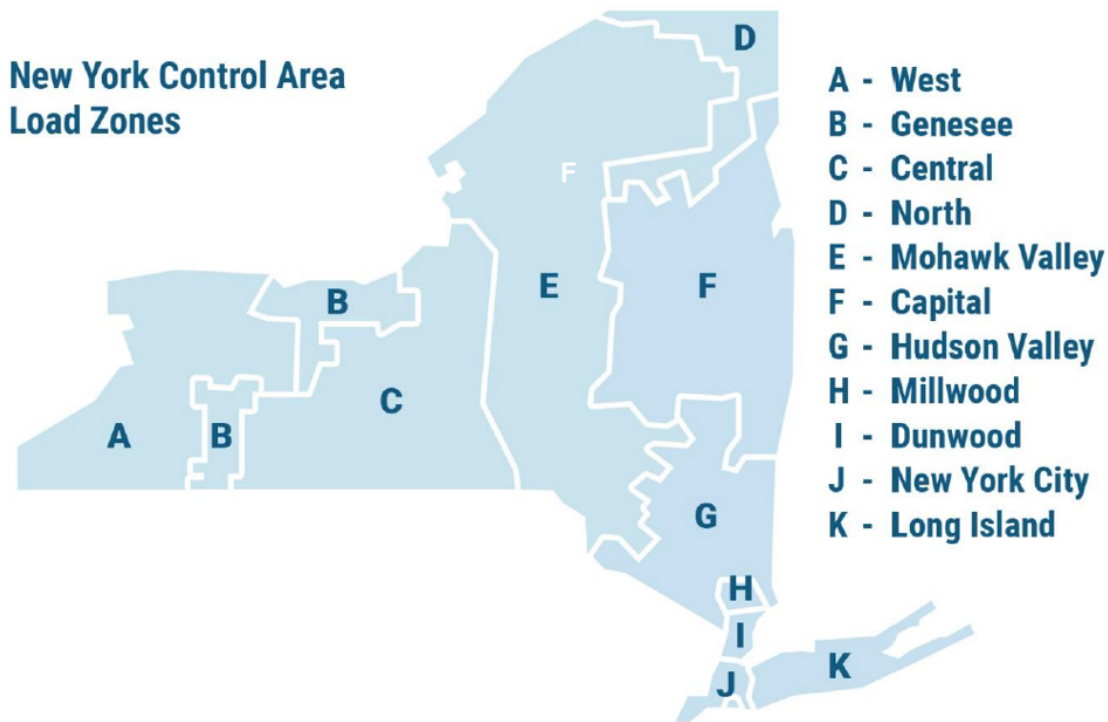 New York Control Area
Load Zones
A - West
B - Genesee
C - Central
D - North
E - Mohawk Valley
F - Capital
G - Hudson Valley
H - Millwood
I - Dunwood
J - New York City
K - Long Island
D
F
B
E
F
A
B
C
G
H
I
J
K